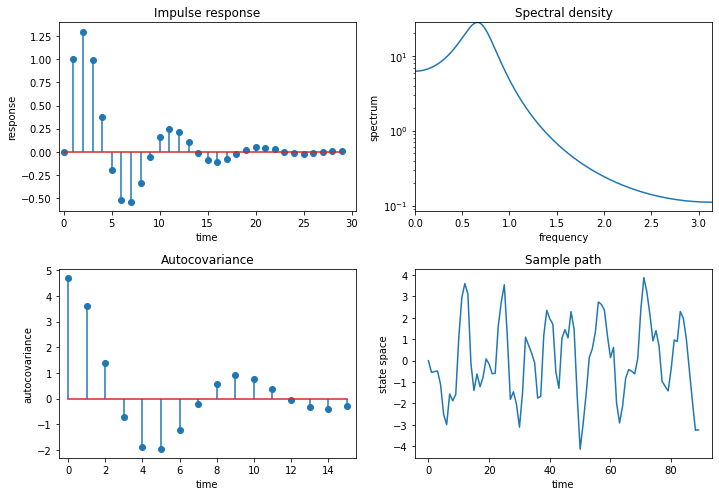 Impulse response
1.25
1.00
0.75
0.50
0.25
0.00
−0.25
−0.50
response
0 5 10 15 20 25 30
time
Spectral density
10¹
10⁰
10⁻¹
spectrum
0.0 0.5 1.0 1.5 2.0 2.5 3.0
frequency
Autocovariance
5
4
3
2
1
0
−1
−2
autocovariance
0 2 4 6 8 10 12 14
time
Sample path
4
3
2
1
0
−1
−2
−3
−4
state space
0 20 40 60 80
time